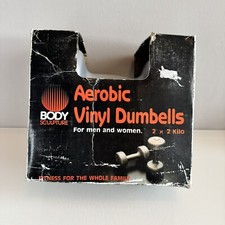 Aerobic
Vinyl Dumbells
BODY
SCULPTURE
For men and women. 2 x 2 Kilo
FITNESS FOR THE WHOLE FAMILY